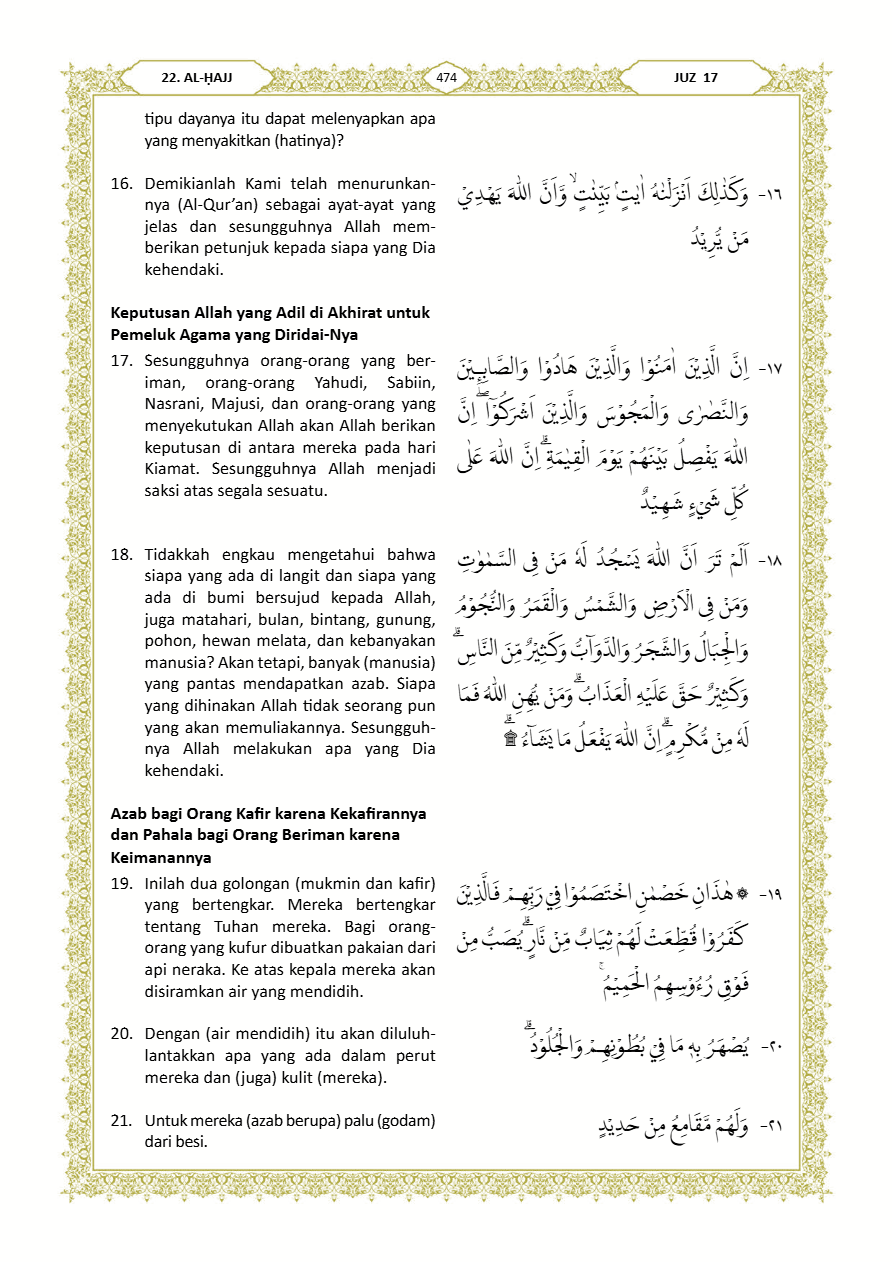 22. AL-ḤAJJ
474
JUZ 17
tipu dayanya itu dapat melenyapkan apa
yang menyakitkan (hatinya)?
16. Demikianlah Kami telah menurunkan-
nya (Al-Qur’an) sebagai ayat-ayat yang
jelas dan sesungguhnya Allah mem-
berikan petunjuk kepada siapa yang Dia
kehendaki.
١٦- وَكَذٰلِكَ اَنْزَلْنٰهُ اٰيٰتٍۢ بَيِّنٰتٍۙ وَّاَنَّ اللّٰهَ يَهْدِيْ
مَنْ يُّرِيْدُ
Keputusan Allah yang Adil di Akhirat untuk
Pemeluk Agama yang Diridai-Nya
17. Sesungguhnya orang-orang yang ber-
iman, orang-orang Yahudi, Sabiin,
Nasrani, Majusi, dan orang-orang yang
menyekutukan Allah akan Allah berikan
keputusan di antara mereka pada hari
Kiamat. Sesungguhnya Allah menjadi
saksi atas segala sesuatu.
١٧- اِنَّ الَّذِيْنَ اٰمَنُوْا وَالَّذِيْنَ هَادُوْا وَالصَّابِـِٕيْنَ
وَالنَّصٰرٰى وَالْمَجُوْسَ وَالَّذِيْنَ اَشْرَكُوْٓاۖ اِنَّ
اللّٰهَ يَفْصِلُ بَيْنَهُمْ يَوْمَ الْقِيٰمَةِۗ اِنَّ اللّٰهَ عَلٰى
كُلِّ شَيْءٍ شَهِيْدٌ
18. Tidakkah engkau mengetahui bahwa
siapa yang ada di langit dan siapa yang
ada di bumi bersujud kepada Allah,
juga matahari, bulan, bintang, gunung,
pohon, hewan melata, dan kebanyakan
manusia? Akan tetapi, banyak (manusia)
yang pantas mendapatkan azab. Siapa
yang dihinakan Allah tidak seorang pun
yang akan memuliakannya. Sesungguh-
nya Allah melakukan apa yang Dia
kehendaki.
١٨- اَلَمْ تَرَ اَنَّ اللّٰهَ يَسْجُدُ لَهٗ مَنْ فِى السَّمٰوٰتِ
وَمَنْ فِى الْاَرْضِ وَالشَّمْسُ وَالْقَمَرُ وَالنُّجُوْمُ
وَالْجِبَالُ وَالشَّجَرُ وَالدَّوَاۤبُّ وَكَثِيْرٌ مِّنَ النَّاسِۗ
وَكَثِيْرٌ حَقَّ عَلَيْهِ الْعَذَابُۗ وَمَنْ يُّهِنِ اللّٰهُ فَمَا
لَهٗ مِنْ مُّكْرِمٍۗ اِنَّ اللّٰهَ يَفْعَلُ مَا يَشَاۤءُ ۩ۗ
Azab bagi Orang Kafir karena Kekafirannya
dan Pahala bagi Orang Beriman karena
Keimanannya
19. Inilah dua golongan (mukmin dan kafir)
yang bertengkar. Mereka bertengkar
tentang Tuhan mereka. Bagi orang-
orang yang kufur dibuatkan pakaian dari
api neraka. Ke atas kepala mereka akan
disiramkan air yang mendidih.
١٩- ۞ هٰذَانِ خَصْمٰنِ اخْتَصَمُوْا فِيْ رَبِّهِمْ فَالَّذِيْنَ
كَفَرُوْا قُطِّعَتْ لَهُمْ ثِيَابٌ مِّنْ نَّارٍۗ يُصَبُّ مِنْ
فَوْقِ رُءُوْسِهِمُ الْحَمِيْمُۚ
20. Dengan (air mendidih) itu akan diluluh-
lantakkan apa yang ada dalam perut
mereka dan (juga) kulit (mereka).
٢٠- يُصْهَرُ بِهٖ مَا فِيْ بُطُوْنِهِمْ وَالْجُلُوْدُۗ
21. Untuk mereka (azab berupa) palu (godam)
dari besi.
٢١- وَلَهُمْ مَّقَامِعُ مِنْ حَدِيْدٍ